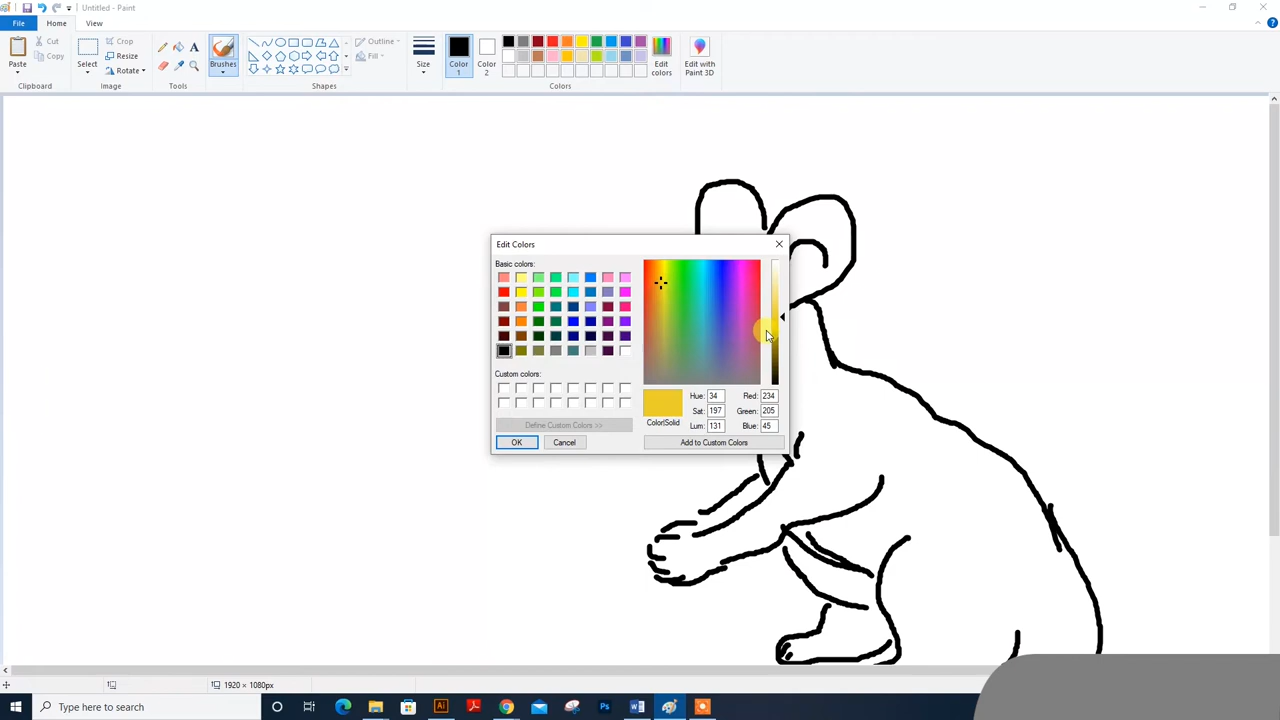 Untitled - Paint
File Home View
Paste
Cut
Copy
Clipboard
Select
Crop
Resize
Rotate
Image
A
Tools
Brushes
Shapes
Outline
Fill
Size
Color 1
Color 2
Edit colors
Colors
Edit with Paint 3D
Edit Colors
Basic colors:
Custom colors:
Define Custom Colors >>
OK Cancel
Color|Solid
Hue: 34 Red: 234
Sat: 197 Green: 205
Lum: 131 Blue: 45
Add to Custom Colors
1920 × 1080px
Type here to search
Ai
Ps
W